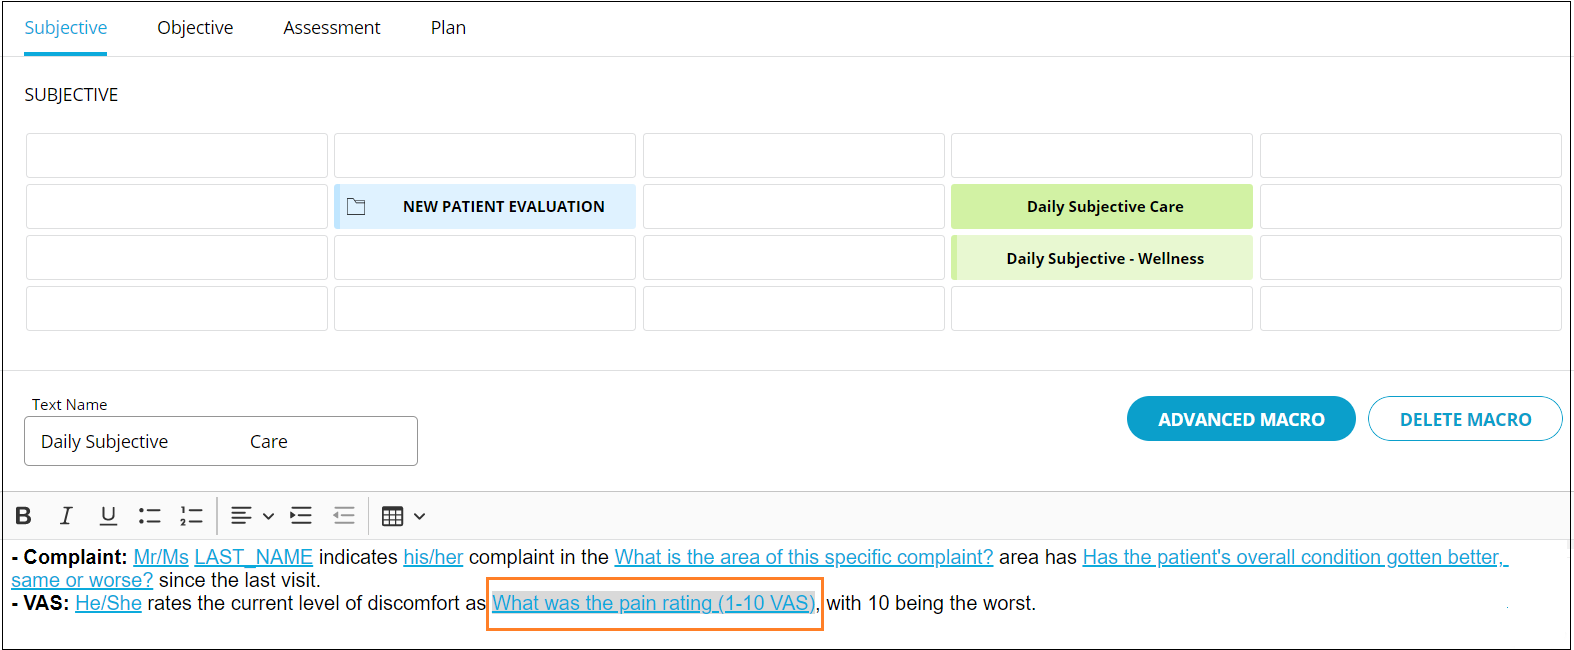 Subjective Objective Assessment Plan
SUBJECTIVE
NEW PATIENT EVALUATION Daily Subjective Care
Daily Subjective - Wellness
Text Name
Daily Subjective Care
ADVANCED MACRO DELETE MACRO
B I U
- Complaint: Mr/Ms LAST_NAME indicates his/her complaint in the What is the area of this specific complaint? area has Has the patient's overall condition gotten better,
same or worse? since the last visit.
- VAS: He/She rates the current level of discomfort as What was the pain rating (1-10 VAS), with 10 being the worst.